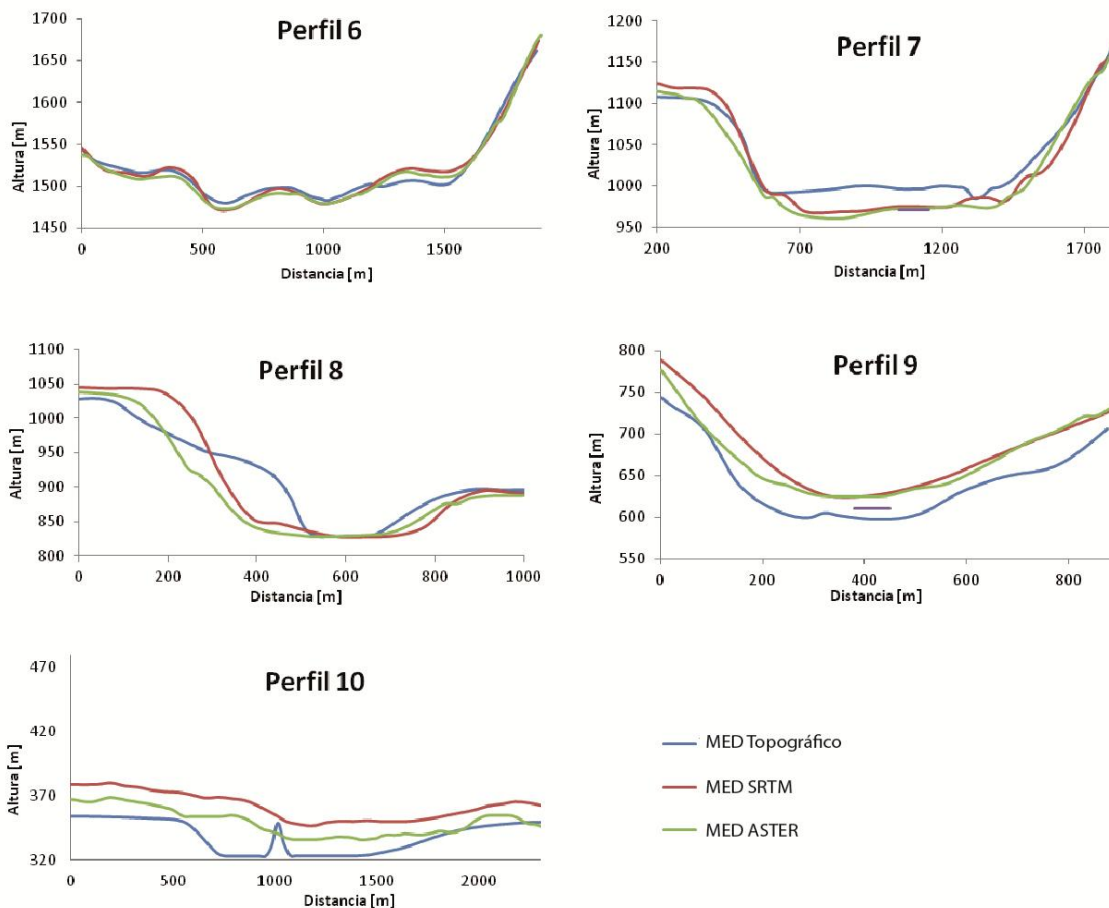 Perfil 6
1700
1650
1600
1550
1500
1450
Altura [m]
0 500 1000 1500
Distancia [m]
Perfil 7
1200
1150
1100
1050
1000
950
Altura [m]
200 700 1200 1700
Distancia [m]
Perfil 8
1100
1050
1000
950
900
850
800
Altura [m]
0 200 400 600 800 1000
Distancia [m]
Perfil 9
800
750
700
650
600
550
Altura [m]
0 200 400 600 800
Distancia [m]
Perfil 10
470
420
370
320
Altura [m]
0 500 1000 1500 2000
Distancia [m]
MED Topográfico
MED SRTM
MED ASTER